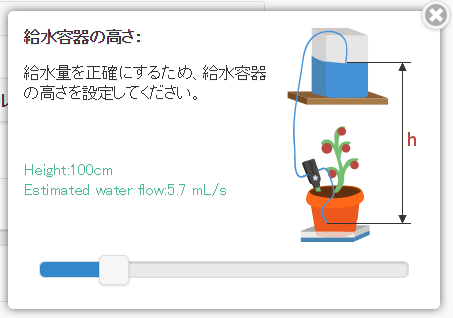 給水容器の高さ:
給水量を正確にするため、給水容器
の高さを設定してください。
h
Height:100cm
Estimated water flow:5.7 mL/s